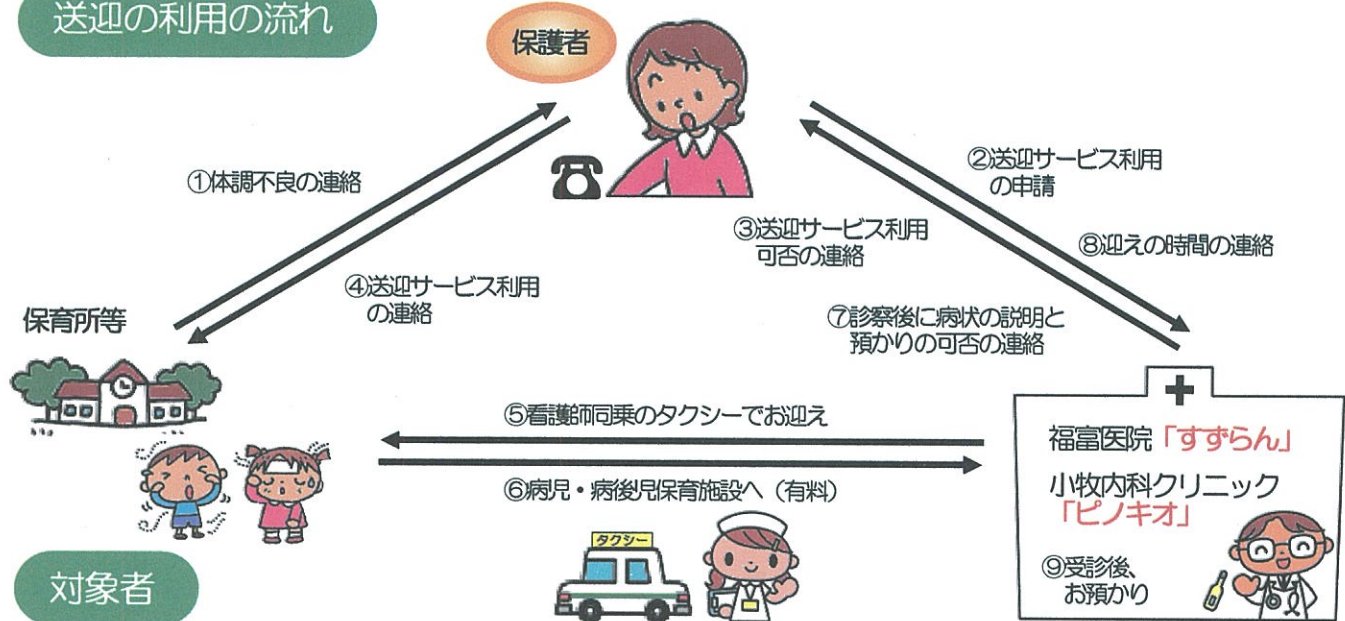 送迎の利用の流れ
保護者
①体調不良の連絡
②送迎サービス利用
の申請
③送迎サービス利用
可否の連絡
⑧迎えの時間の連絡
④送迎サービス利用
の連絡
保育所等
⑦診察後に病状の説明と
預かりの可否の連絡
⑤看護師同乗のタクシーでお迎え
⑥病児・病後児保育施設へ（有料）
タクシー
福富医院「すずらん」
小牧内科クリニック
「ピノキオ」
⑨受診後、
お預かり
対象者